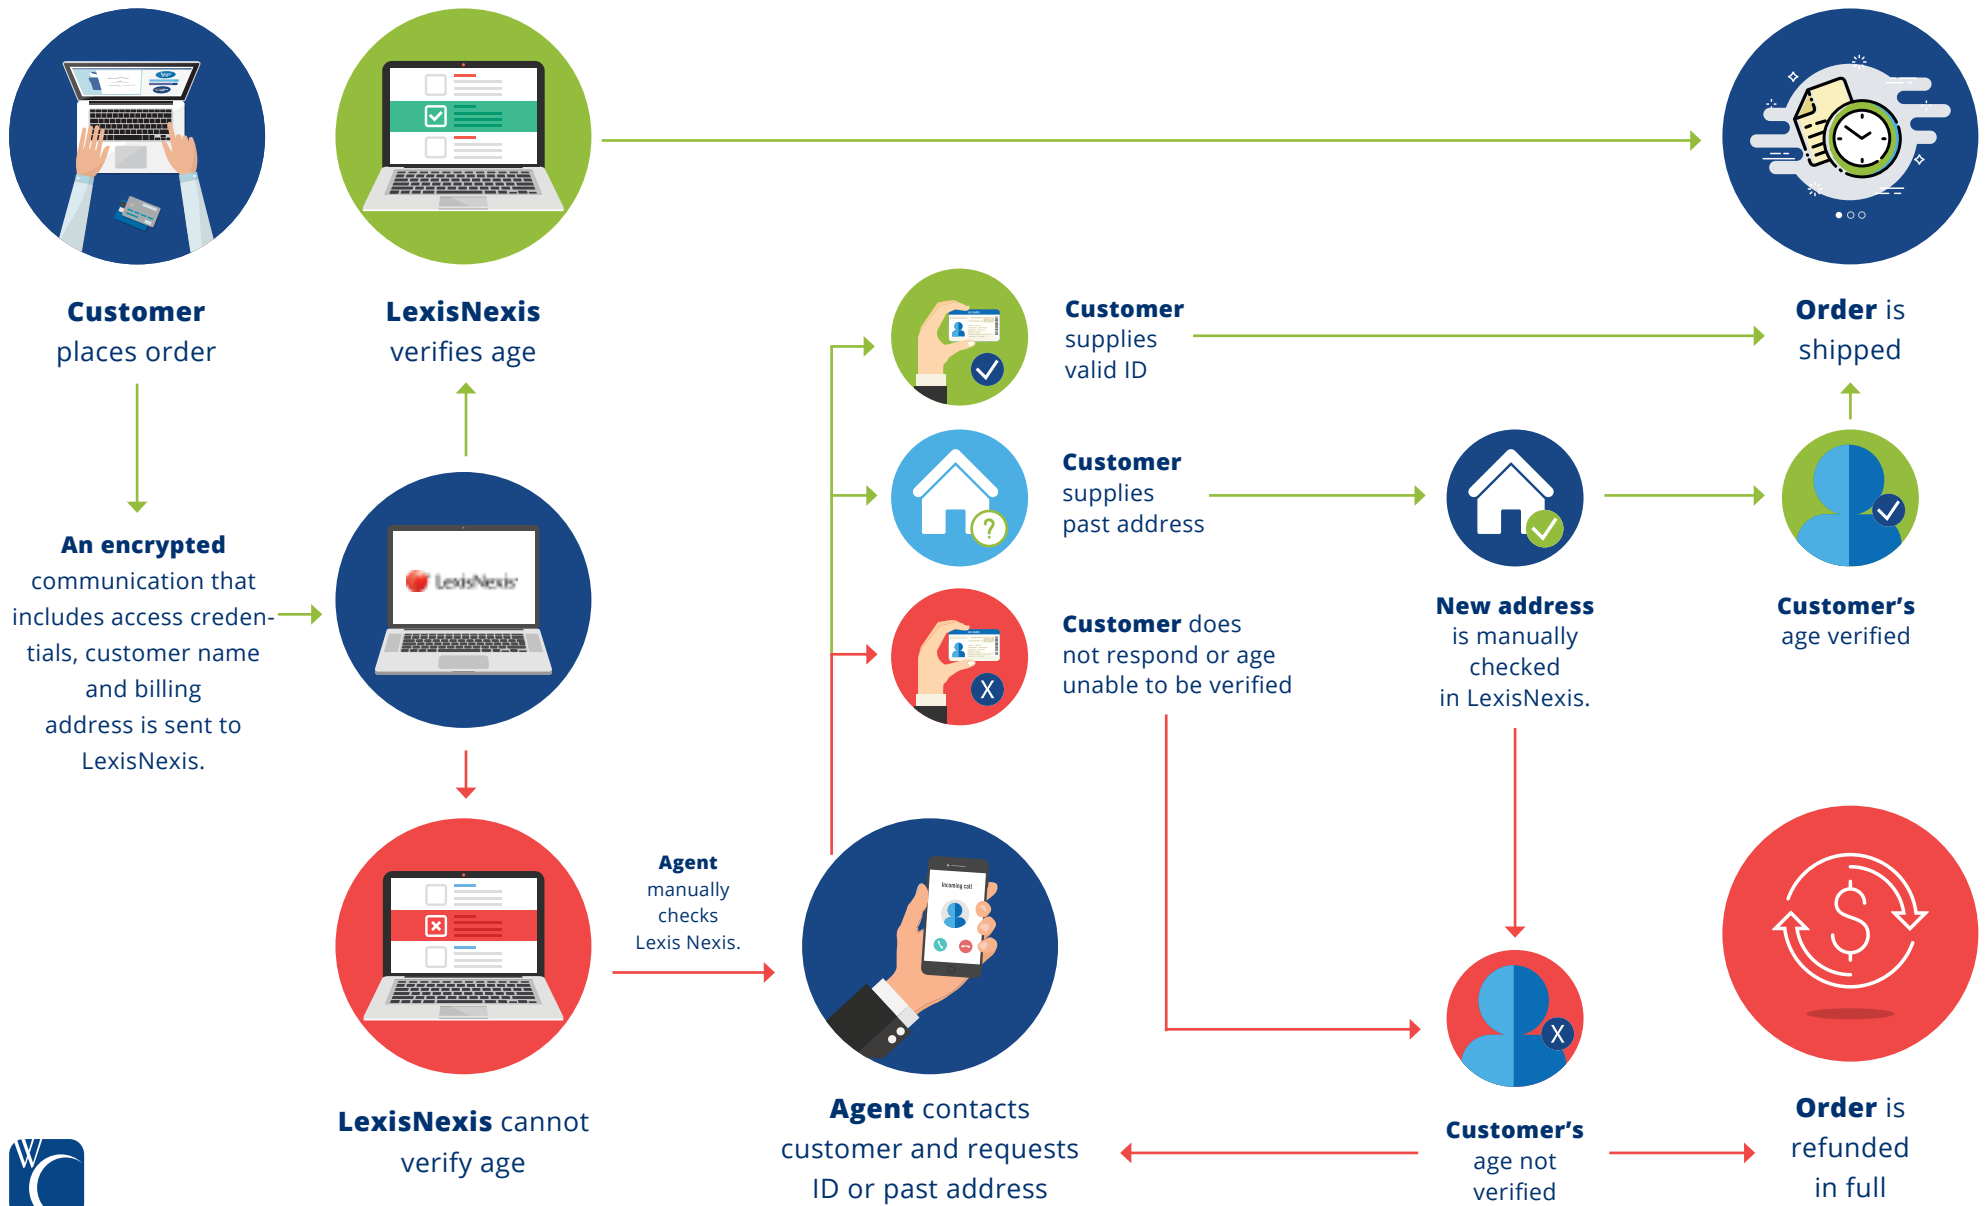 Customer
places order
LexisNexis
verifies age
Order is
shipped
Customer
supplies
valid ID
Customer
supplies
past address
Customer does
not respond or age
unable to be verified
An encrypted
communication that
includes access creden-
tials, customer name
and billing
address is sent to
LexisNexis.
LexisNexis
?
New address
is manually
checked
in LexisNexis.
Customer's
age verified
X
Agent
manually
checks
Lexis Nexis.
Incoming call
X
LexisNexis cannot
verify age
Agent contacts
customer and requests
ID or past address
Customer's
age not
verified
Order is
refunded
in full
$
W